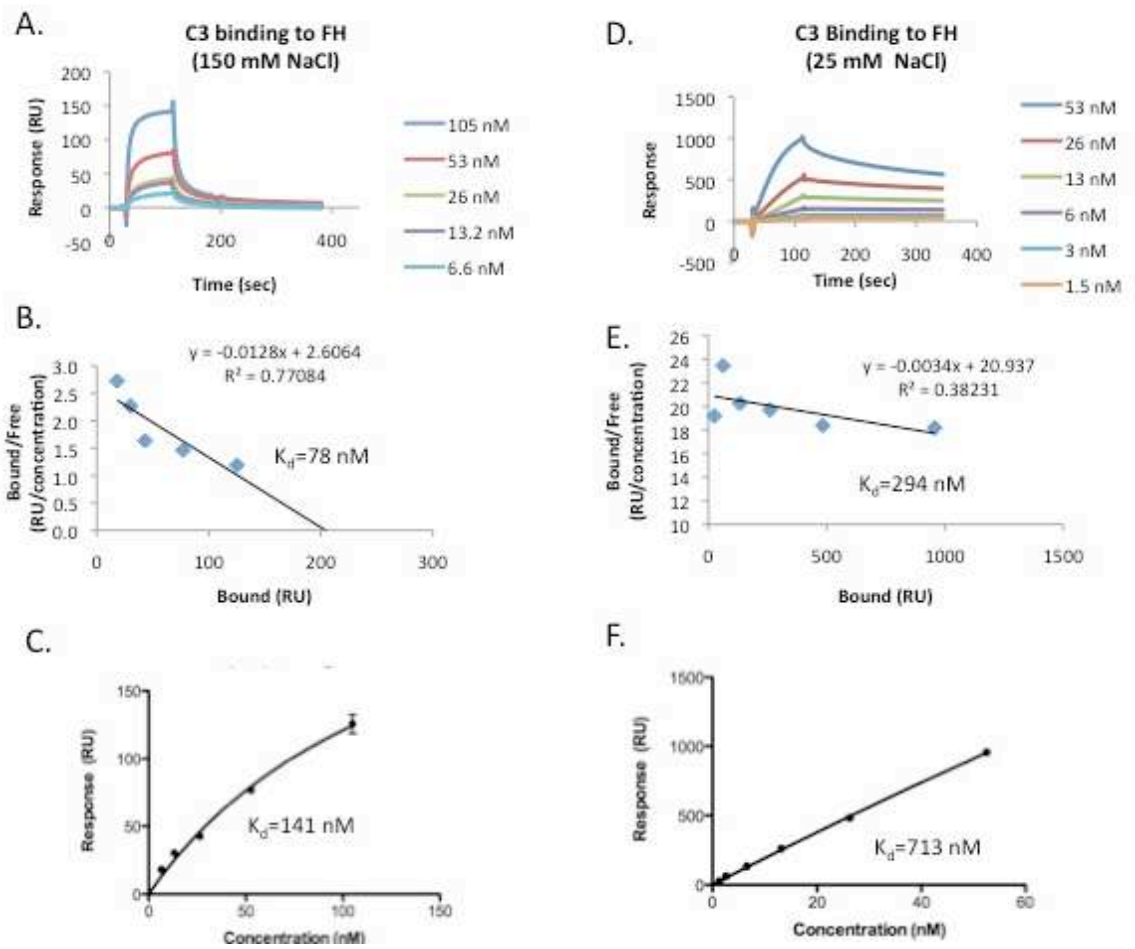 A.
C3 binding to FH
(150 mM NaCl)
Response (RU)
200
150
100
50
0
-50
0
200
400
Time (sec)
105 nM
53 nM
26 nM
13.2 nM
6.6 nM
B.
y = -0.0128x + 2.6064
R² = 0.77084
Bound/Free
(RU/concentration)
3.0
2.5
2.0
1.5
1.0
0.5
0.0
Kd=78 nM
0
100
200
300
Bound (RU)
C.
Response (RU)
150
100
50
0
Kd=141 nM
0
50
100
150
Concentration (nM)
D.
C3 Binding to FH
(25 mM NaCl)
Response
1500
1000
500
0
-500
0
100
200
300
400
Time (sec)
53 nM
26 nM
13 nM
6 nM
3 nM
1.5 nM
E.
y = -0.0034x + 20.937
R² = 0.38231
Bound/Free
(RU/concentration)
26
24
22
20
18
16
14
12
10
Kd=294 nM
0
500
1000
1500
Bound (RU)
F.
Response (RU)
1500
1000
500
0
Kd=713 nM
0
20
40
60
Concentration (nM)